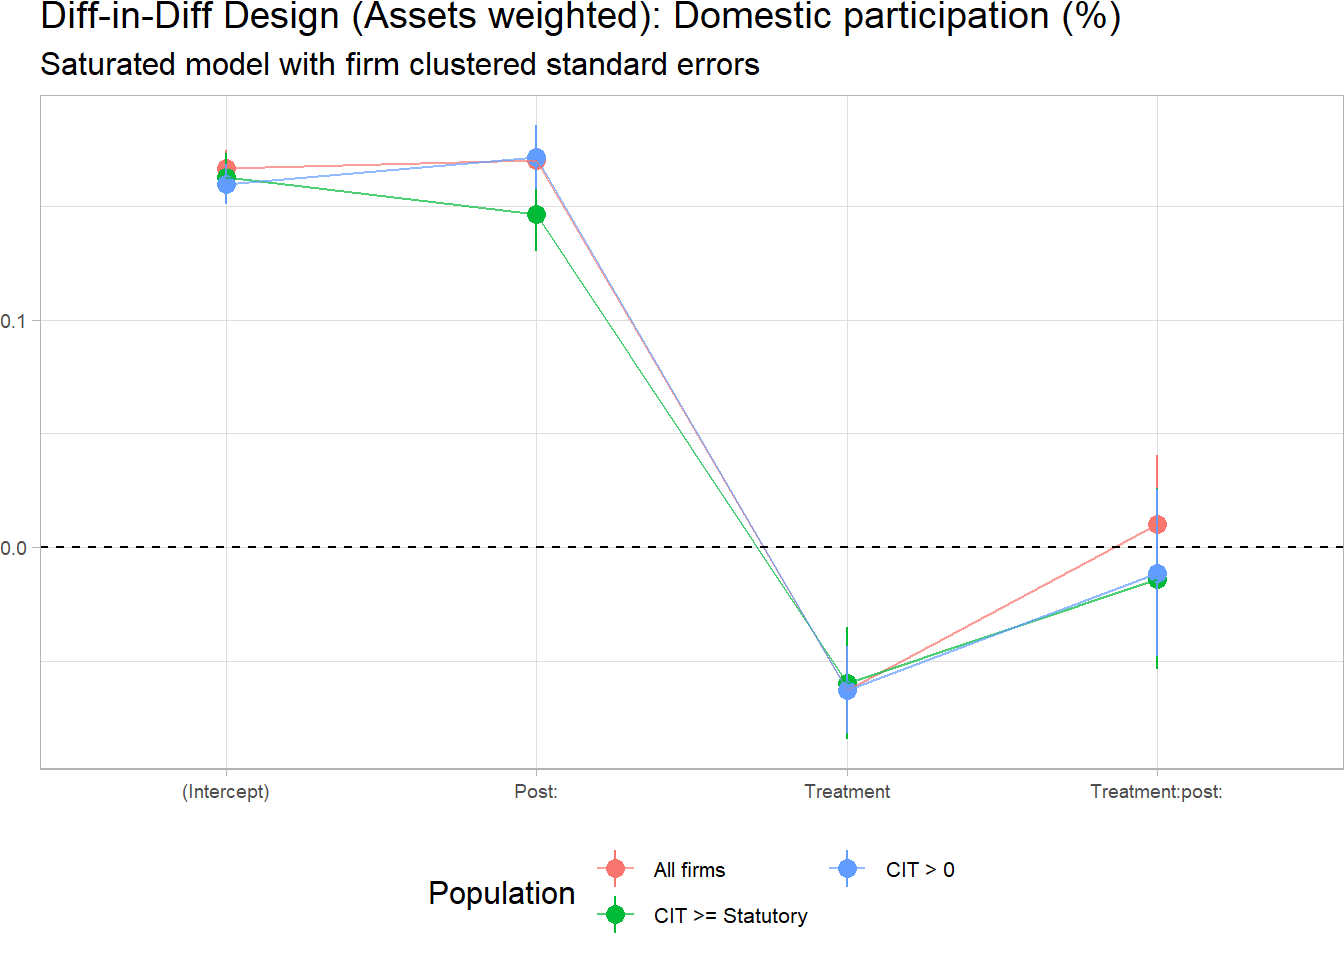 Diff-in-Diff Design (Assets weighted): Domestic participation (%)
Saturated model with firm clustered standard errors
0.1
0.0
(Intercept) Post: Treatment Treatment:post:
Population
All firms CIT > 0
CIT >= Statutory